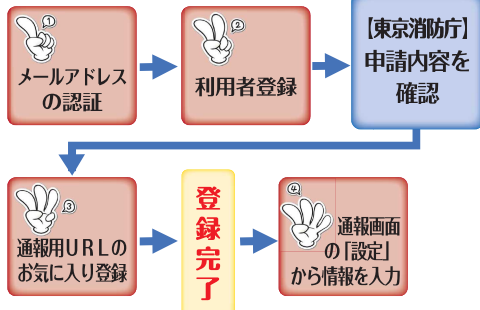 ①
メールアドレス
の認証
②
利用者登録
【東京消防庁】
申請内容を
確認
③
通報用URLの
お気に入り登録
登録完了
④
通報画面
の「設定」
から情報を入力